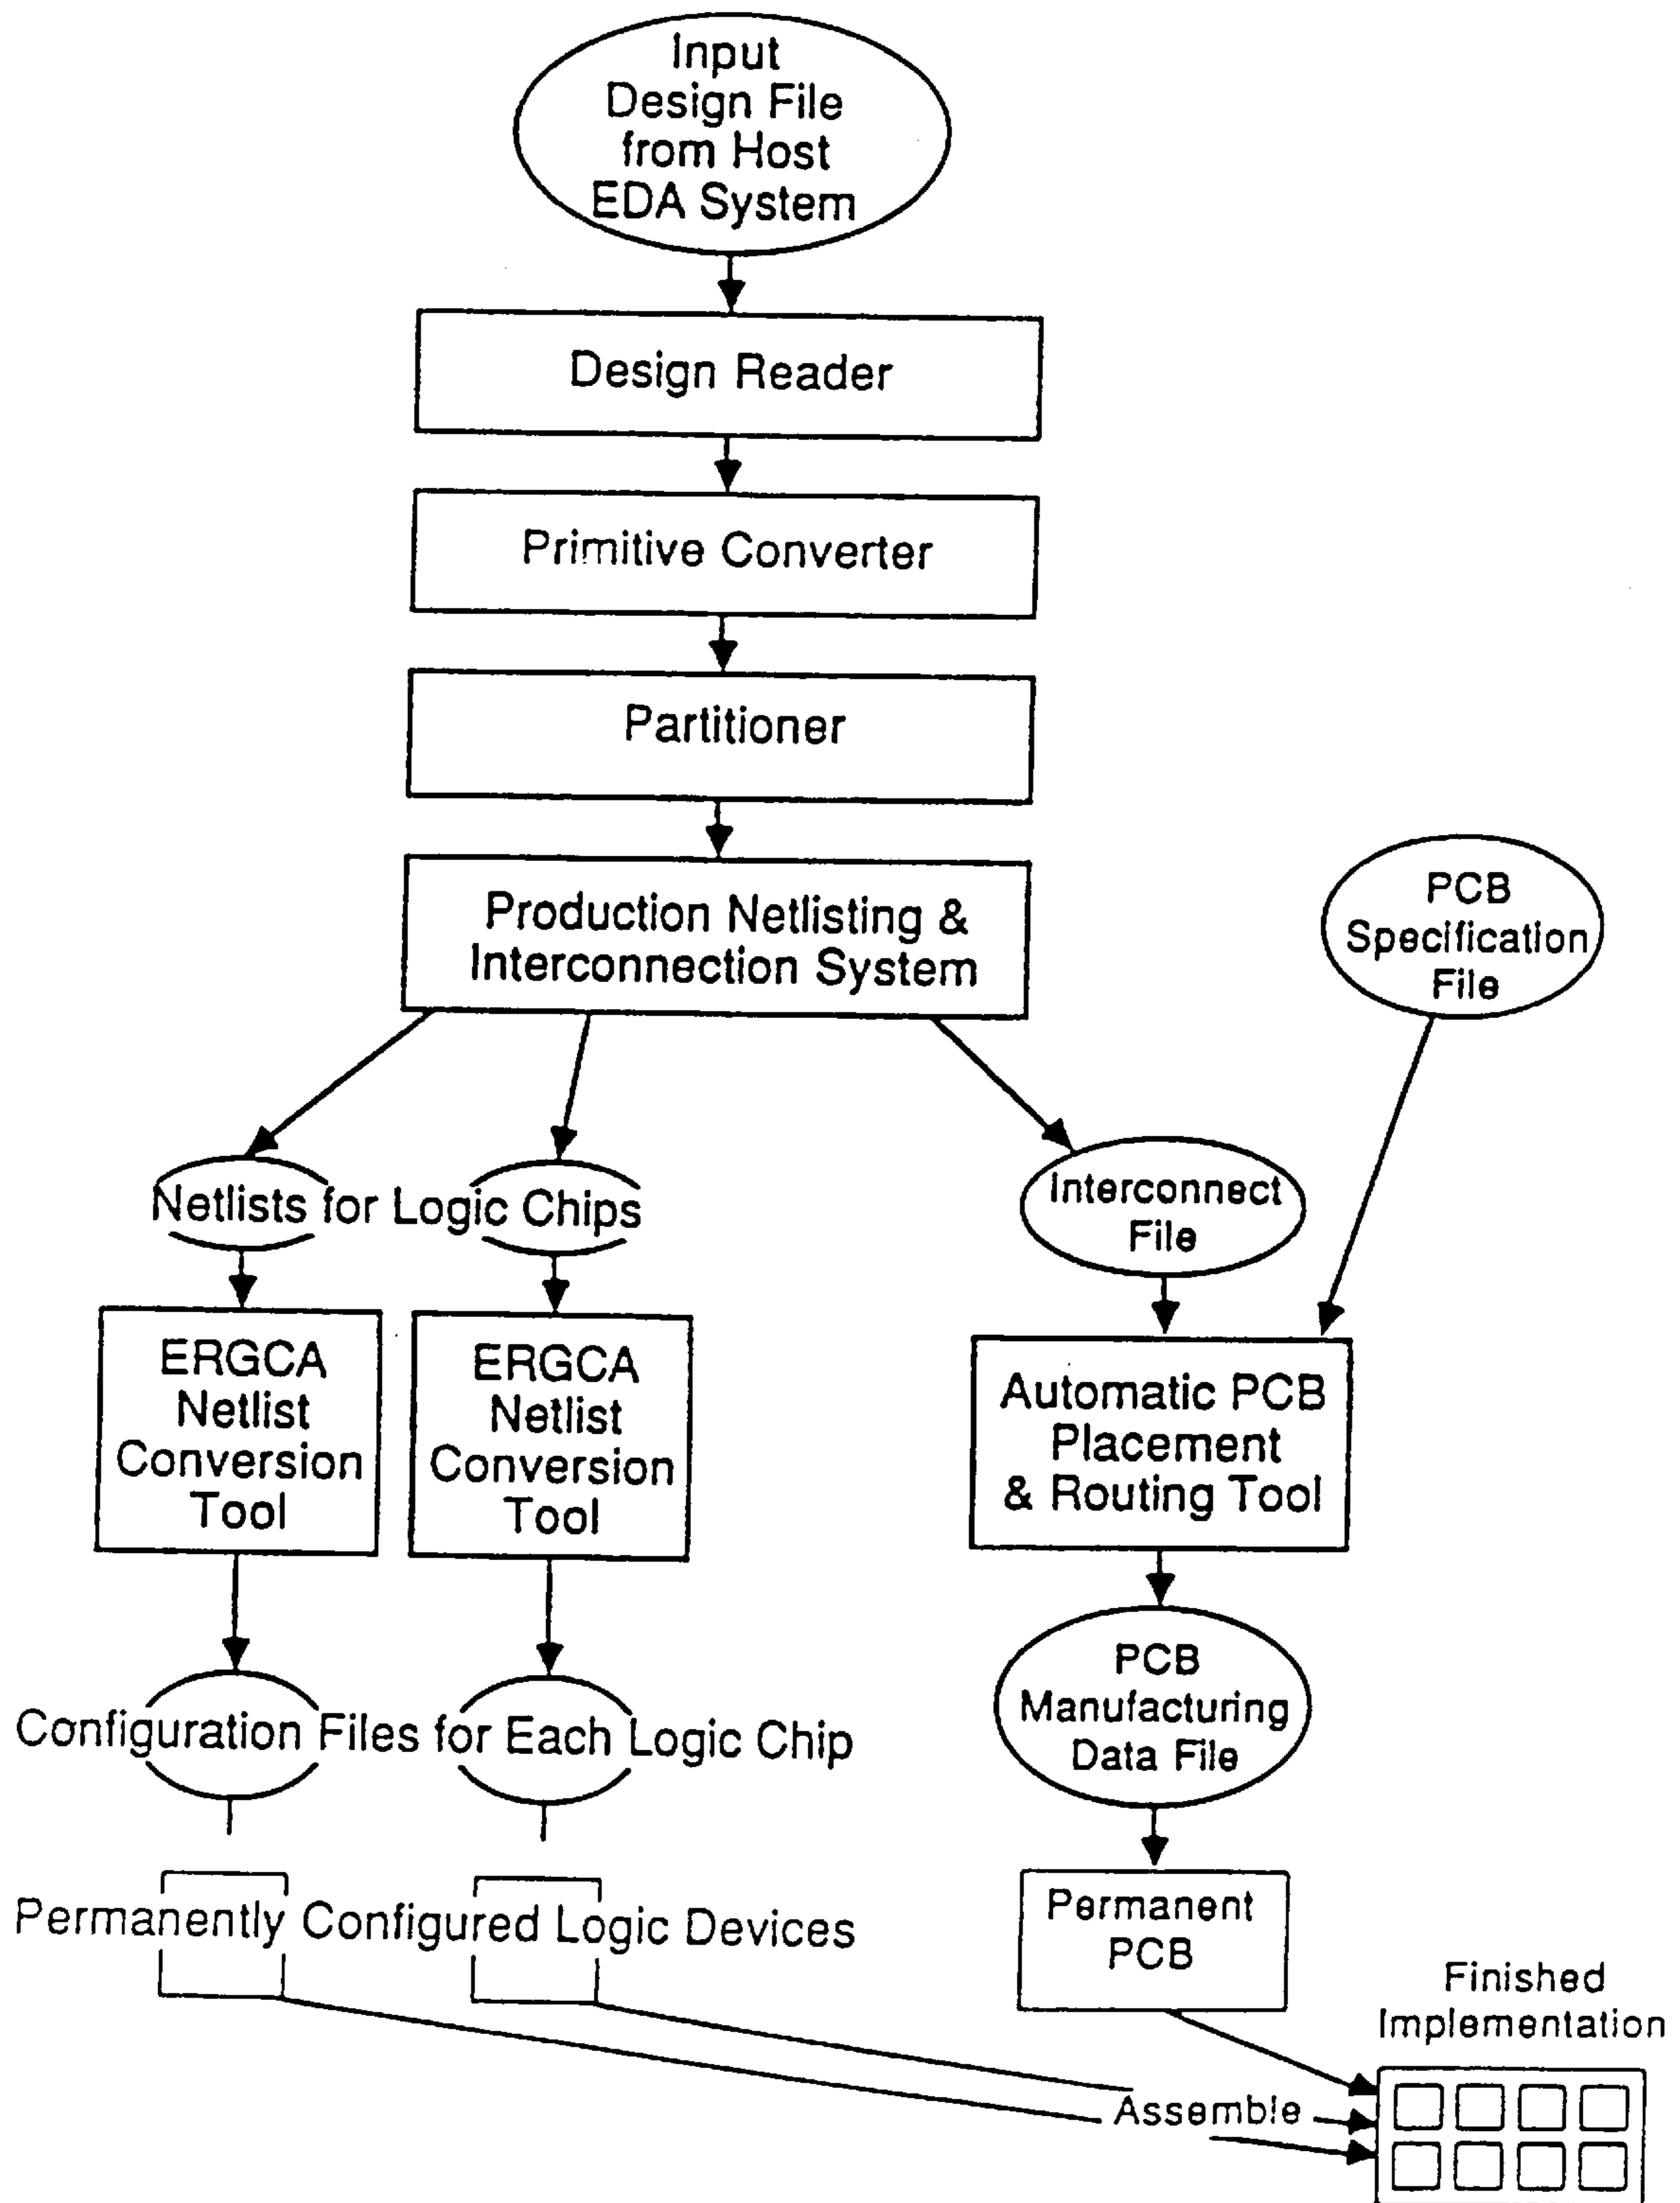 Input
Design File
from Host
EDA System
Design Reader
Primitive Converter
Partitioner
Production Netlisting &
Interconnection System
PCB
Specification
File
Netlists for Logic Chips
Interconnect
File
ERGCA
Netlist
Conversion
Tool
ERGCA
Netlist
Conversion
Tool
Automatic PCB
Placement
& Routing Tool
PCB
Manufacturing
Data File
Configuration Files for Each Logic Chip
Permanently Configured Logic Devices
Permanent
PCB
Finished
Implementation
Assemble